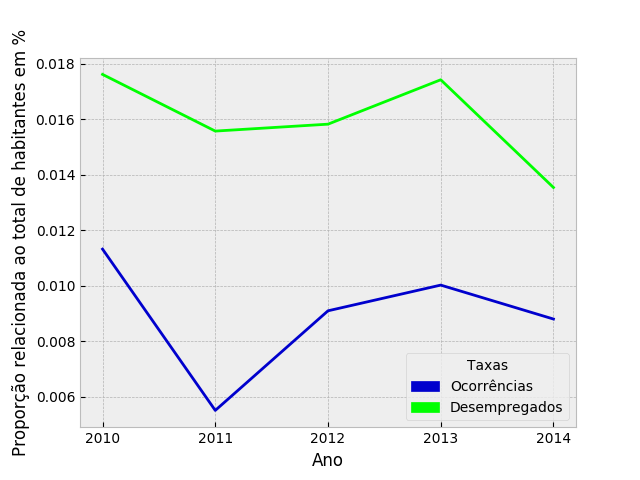 Proporção relacionada ao total de habitantes em %
0.018
0.016
0.014
0.012
0.010
0.008
0.006
Taxas
Ocorrências
Desempregados
2010 2011 2012 2013 2014
Ano